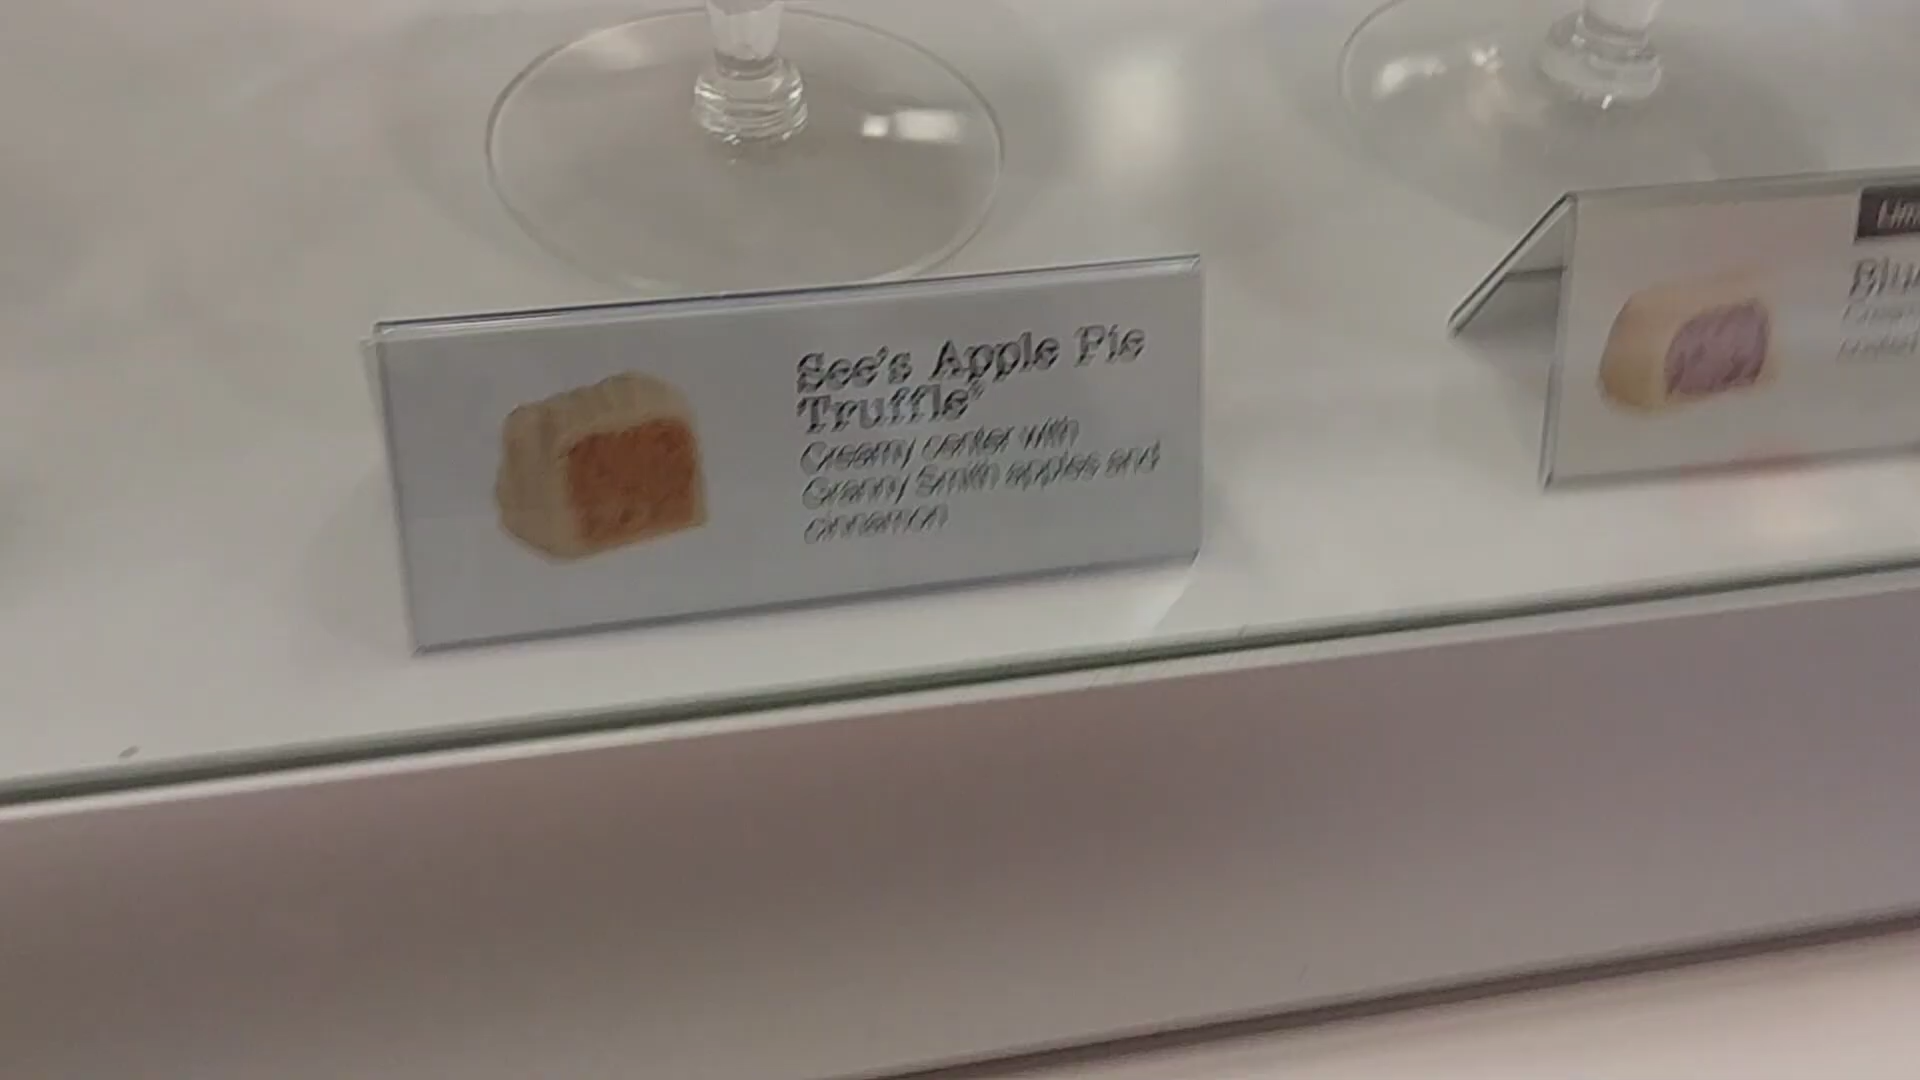 See's Apple Pie
Truffle®
Creamy center with
Granny Smith apples and
cinnamon